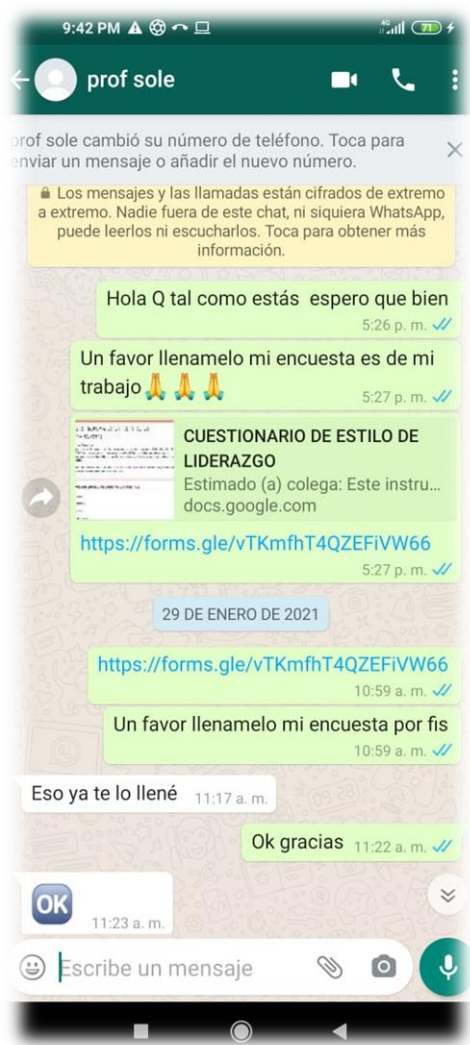 9:42 PM
4G
71
prof sole
prof sole cambió su número de teléfono. Toca para
enviar un mensaje o añadir el nuevo número.
Los mensajes y las llamadas están cifrados de extremo
a extremo. Nadie fuera de este chat, ni siquiera WhatsApp,
puede leerlos ni escucharlos. Toca para obtener más
información.
Hola Q tal como estás espero que bien
5:26 p. m.
Un favor llenamelo mi encuesta es de mi
trabajo🙏🙏🙏
5:27 p. m.
CUESTIONARIO DE ESTILO DE
LIDERAZGO
Estimado (a) colega: Este instru...
docs.google.com
https://forms.gle/vTKmfhT4QZEFiVW66
5:27 p. m.
29 DE ENERO DE 2021
https://forms.gle/vTKmfhT4QZEFiVW66
10:59 a. m.
Un favor llenamelo mi encuesta por fis
10:59 a. m.
Eso ya te lo llené 11:17 a. m.
Ok gracias 11:22 a. m.
OK
11:23 a. m.
Escribe un mensaje